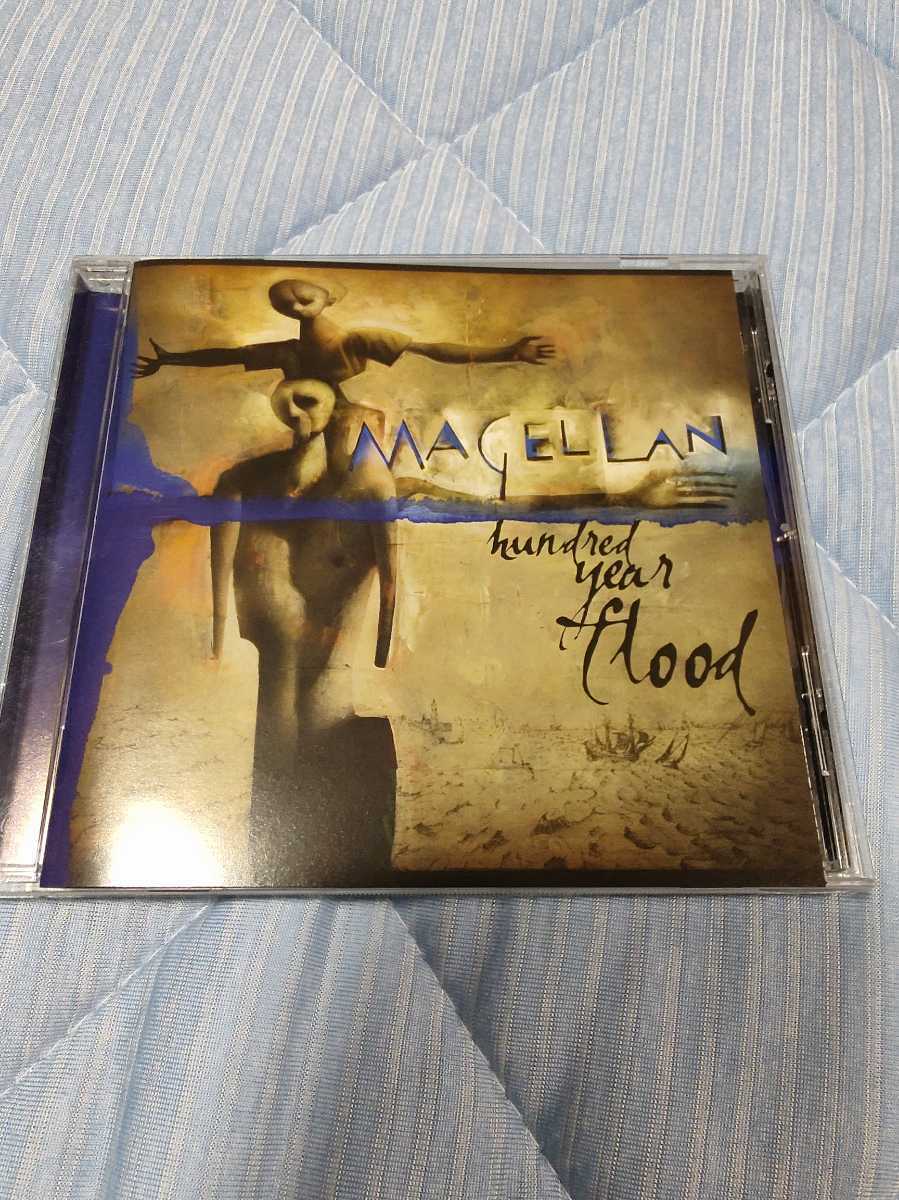 MAGELLAN
hundred
year
flood